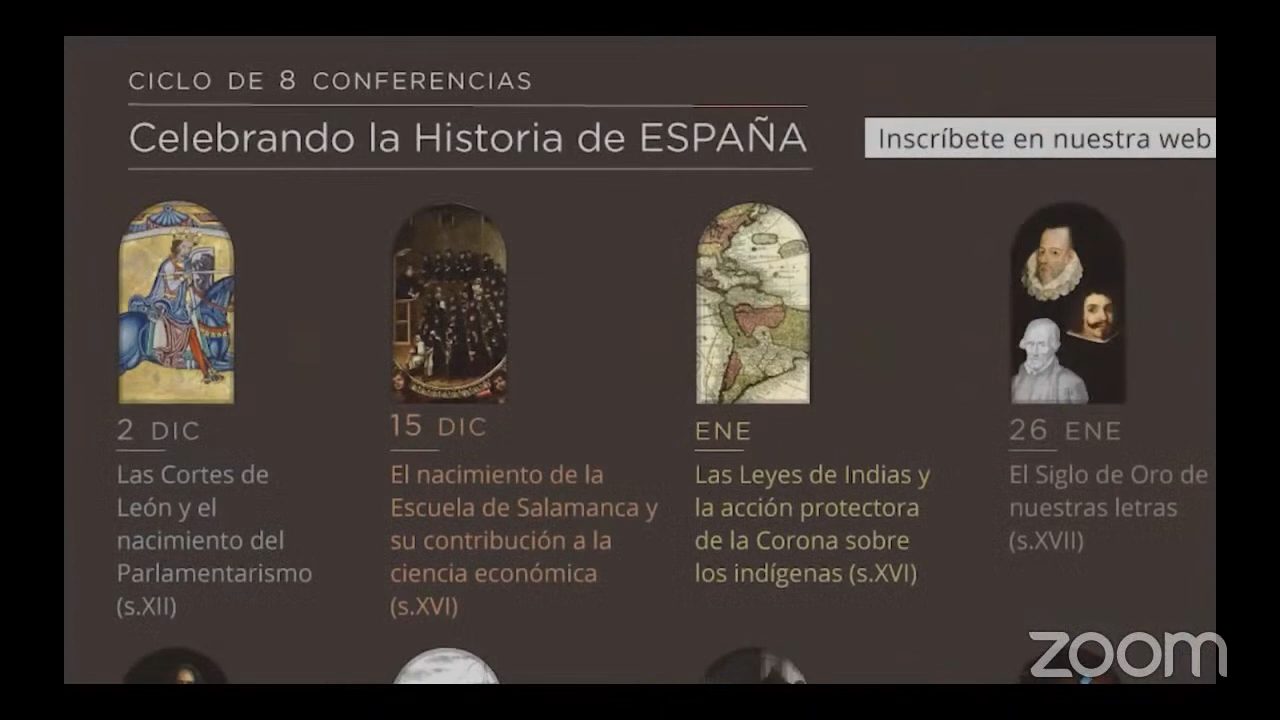 CICLO DE 8 CONFERENCIAS
Celebrando la Historia de ESPAÑA
Inscríbete en nuestra web
2 DIC
Las Cortes de
León y el
nacimiento del
Parlamentarismo
(s.XII)
15 DIC
El nacimiento de la
Escuela de Salamanca y
su contribución a la
ciencia económica
(s.XVI)
ENE
Las Leyes de Indias y
la acción protectora
de la Corona sobre
los indígenas (s.XVI)
26 ENE
El Siglo de Oro de
nuestras letras
(s.XVII)
zoom